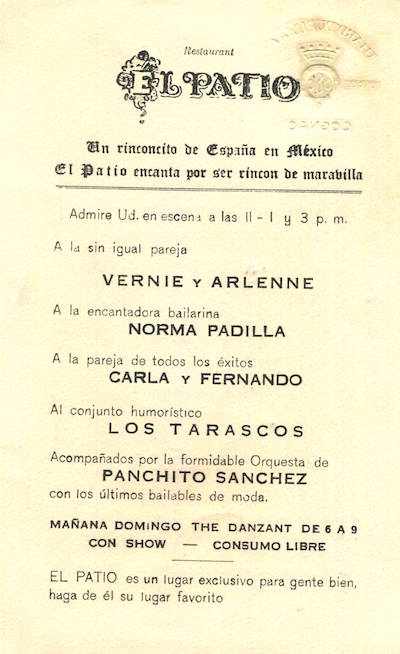 Restaurant
EL PATIO
COGNAC
Un rinconcito de España en México
El Patio encanta por ser rincon de maravilla
Admire Ud. en escena a las II - I y 3 p. m.
A la sin igual pareja
VERNIE Y ARLENNE
A la encantadora bailarina
NORMA PADILLA
A la pareja de todos los éxitos
CARLA Y FERNANDO
Al conjunto humorístico
LOS TARASCOS
Acompañados por la formidable Orquesta de
PANCHITO SANCHEZ
con los últimos bailables de moda.
MAÑANA DOMINGO THE DANZANT DE 6 A 9
CON SHOW — CONSUMO LIBRE
EL PATIO es un lugar exclusivo para gente bien,
haga de él su lugar favorito